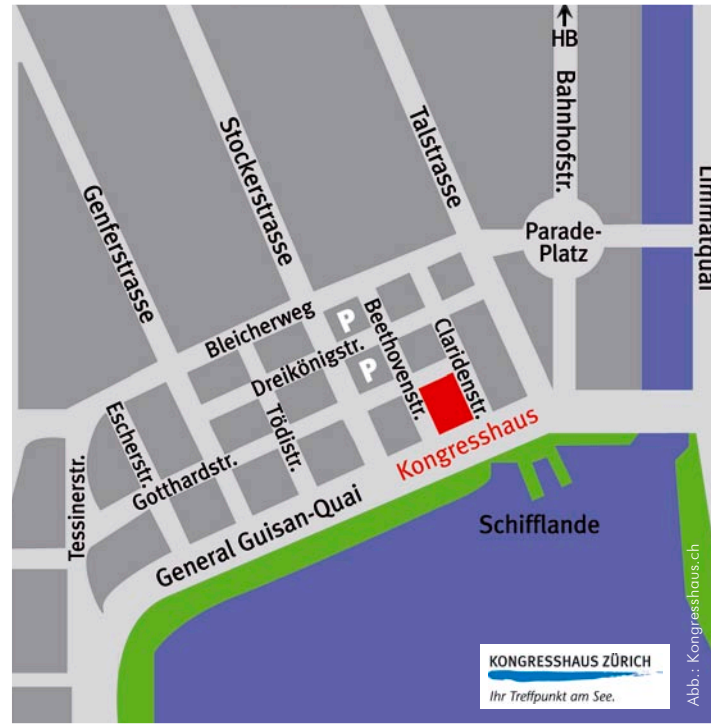 HB
Bahnhofstr.
Limmatquai
Talstrasse
Stockerstrasse
Genferstrasse
Parade-
Platz
Bleicherweg
P
Beethovenstr.
Dreikönigstr.
P
Claridenstr.
Escherstr.
Tödistr.
Kongresshaus
Gotthardstr.
Tessinerstr.
General Guisan-Quai
Schifflande
KONGRESSHAUS ZÜRICH
Ihr Treffpunkt am See.
Abb.: Kongresshaus.ch